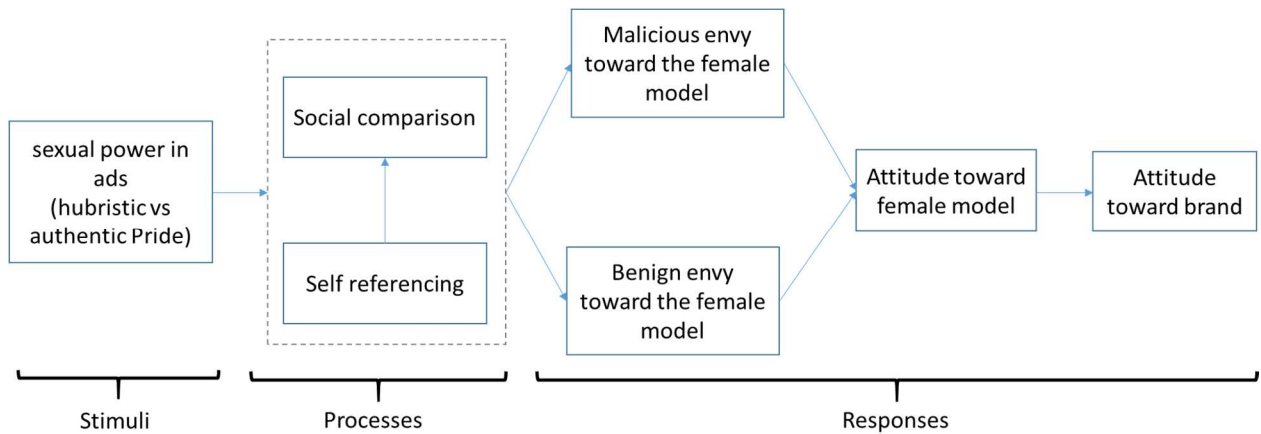 sexual power in
ads
(hubristic vs
authentic Pride)
Social comparison
Self referencing
Malicious envy
toward the female
model
Benign envy
toward the female
model
Attitude toward
female model
Attitude
toward brand
Stimuli
Processes
Responses